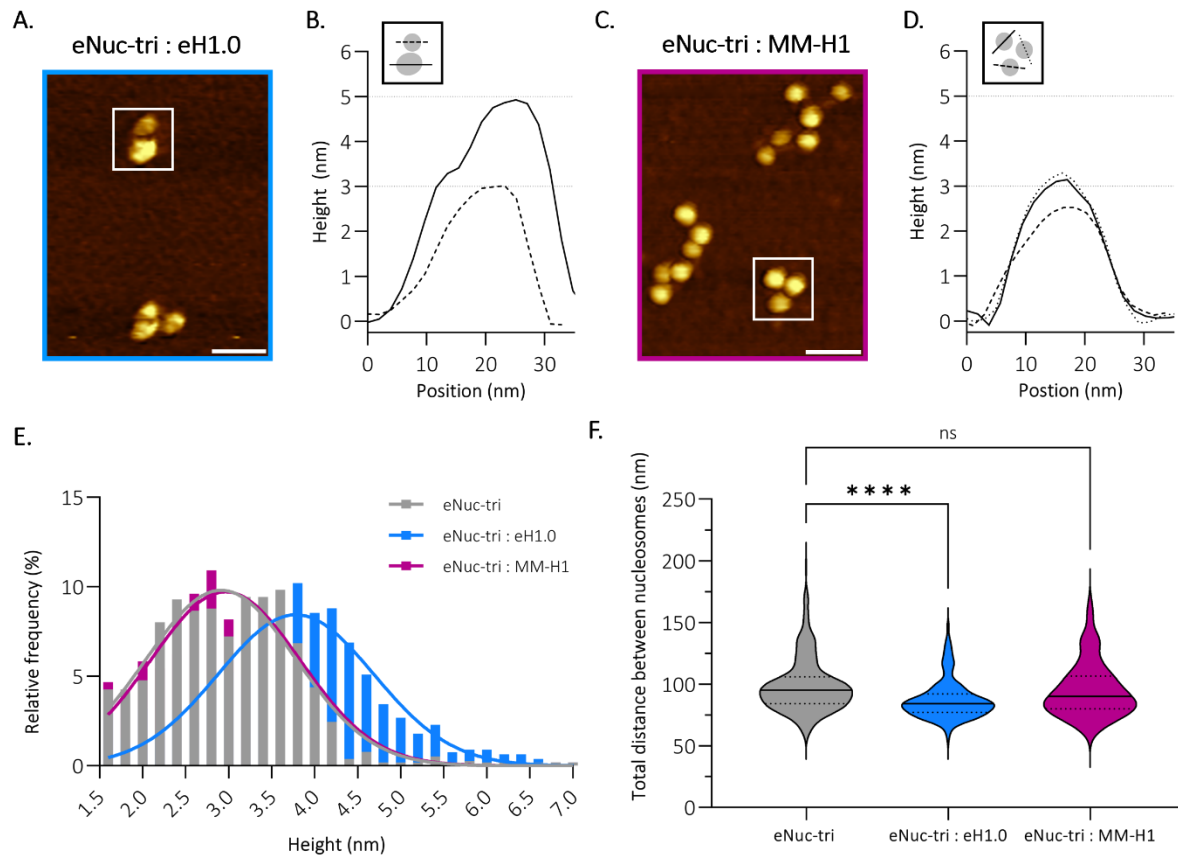 A.
eNuc-tri : eH1.0
B.
Height (nm)
6
5
4
3
2
1
0
0
10
20
30
Position (nm)
C.
eNuc-tri : MM-H1
D.
Height (nm)
6
5
4
3
2
1
0
0
10
20
30
Postion (nm)
E.
Relative frequency (%)
15
10
5
0
eNuc-tri
eNuc-tri : eH1.0
eNuc-tri : MM-H1
1.5
2.0
2.5
3.0
3.5
4.0
4.5
5.0
5.5
6.0
6.5
7.0
Height (nm)
F.
Total distance between nucleosomes (nm)
ns
****
250
200
150
100
50
0
eNuc-tri
eNuc-tri : eH1.0
eNuc-tri : MM-H1